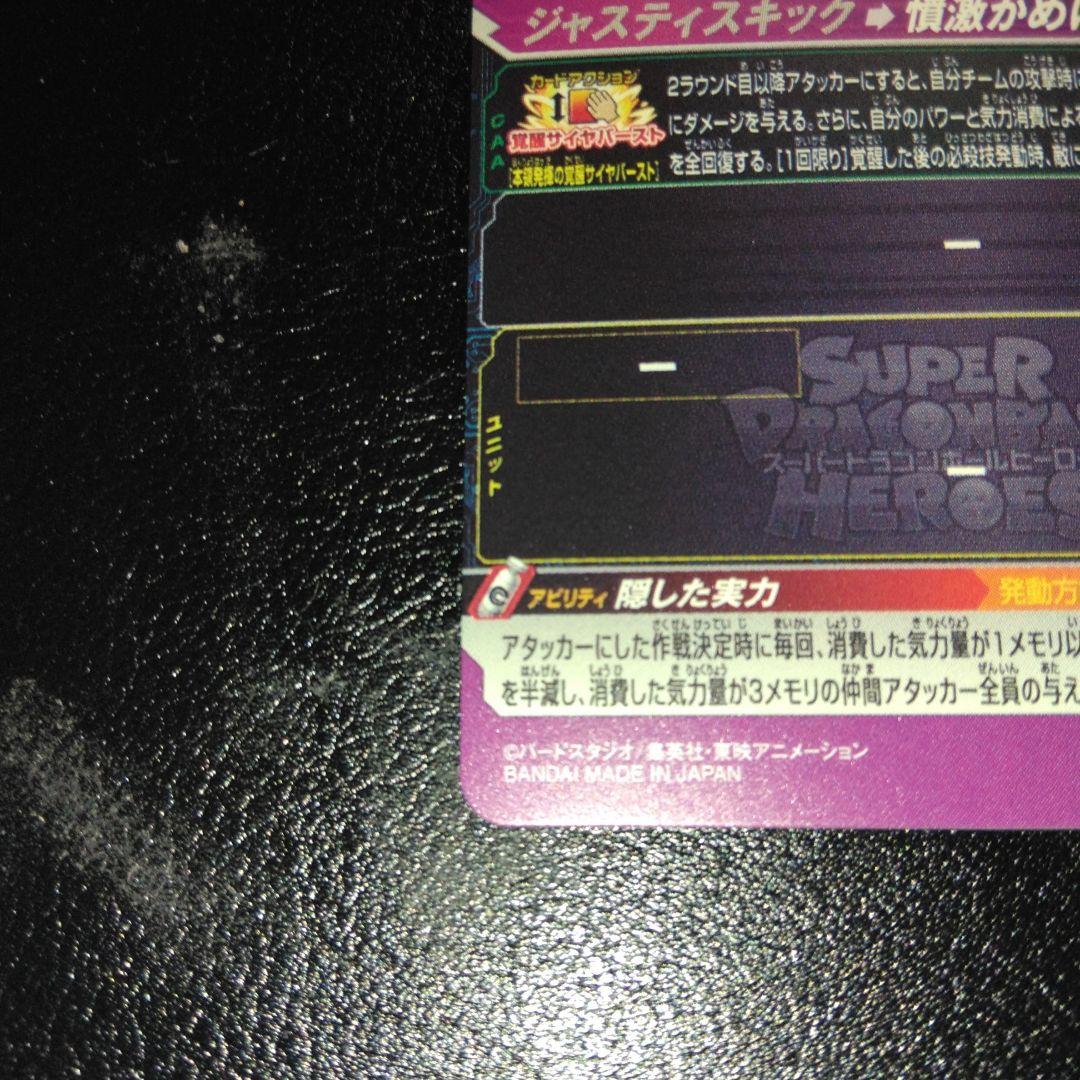 ジャスティスキック➡憤激かめは
カードアクション
覚醒サイヤバースト
[本領発揮の覚醒サイヤバースト]
CAA
2ラウンド目以降アタッカーにすると、自分チームの攻撃時に
にダメージを与える。さらに、自分のパワーと気力消費によ
を全回復する。[1回限り]覚醒した後の必殺技発動時、敵に
ー
ー
ユニット
SUPER
DRAGONBA
スーパードラゴンボールヒーロ
ー
HEROES
C アビリティ 隠した実力 発動方
アタッカーにした作戦決定時に毎回、消費した気力量が1メモリ以
を半減し、消費した気力量が3メモリの仲間アタッカー全員の与え
©バードスタジオ/集英社・東映アニメーション
BANDAI MADE IN JAPAN